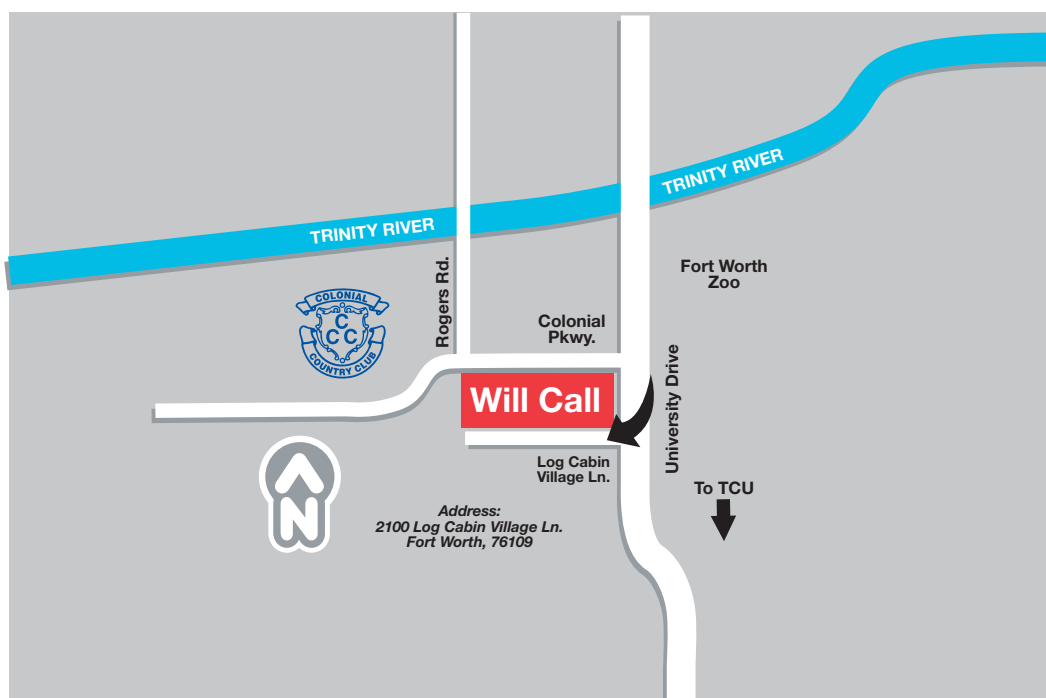 TRINITY RIVER
TRINITY RIVER
Fort Worth
Zoo
Rogers Rd.
COLONIAL
C
CC
COUNTRY CLUB
Colonial
Pkwy.
Will Call
University Drive
Log Cabin
Village Ln.
To TCU
N
Address:
2100 Log Cabin Village Ln.
Fort Worth, 76109